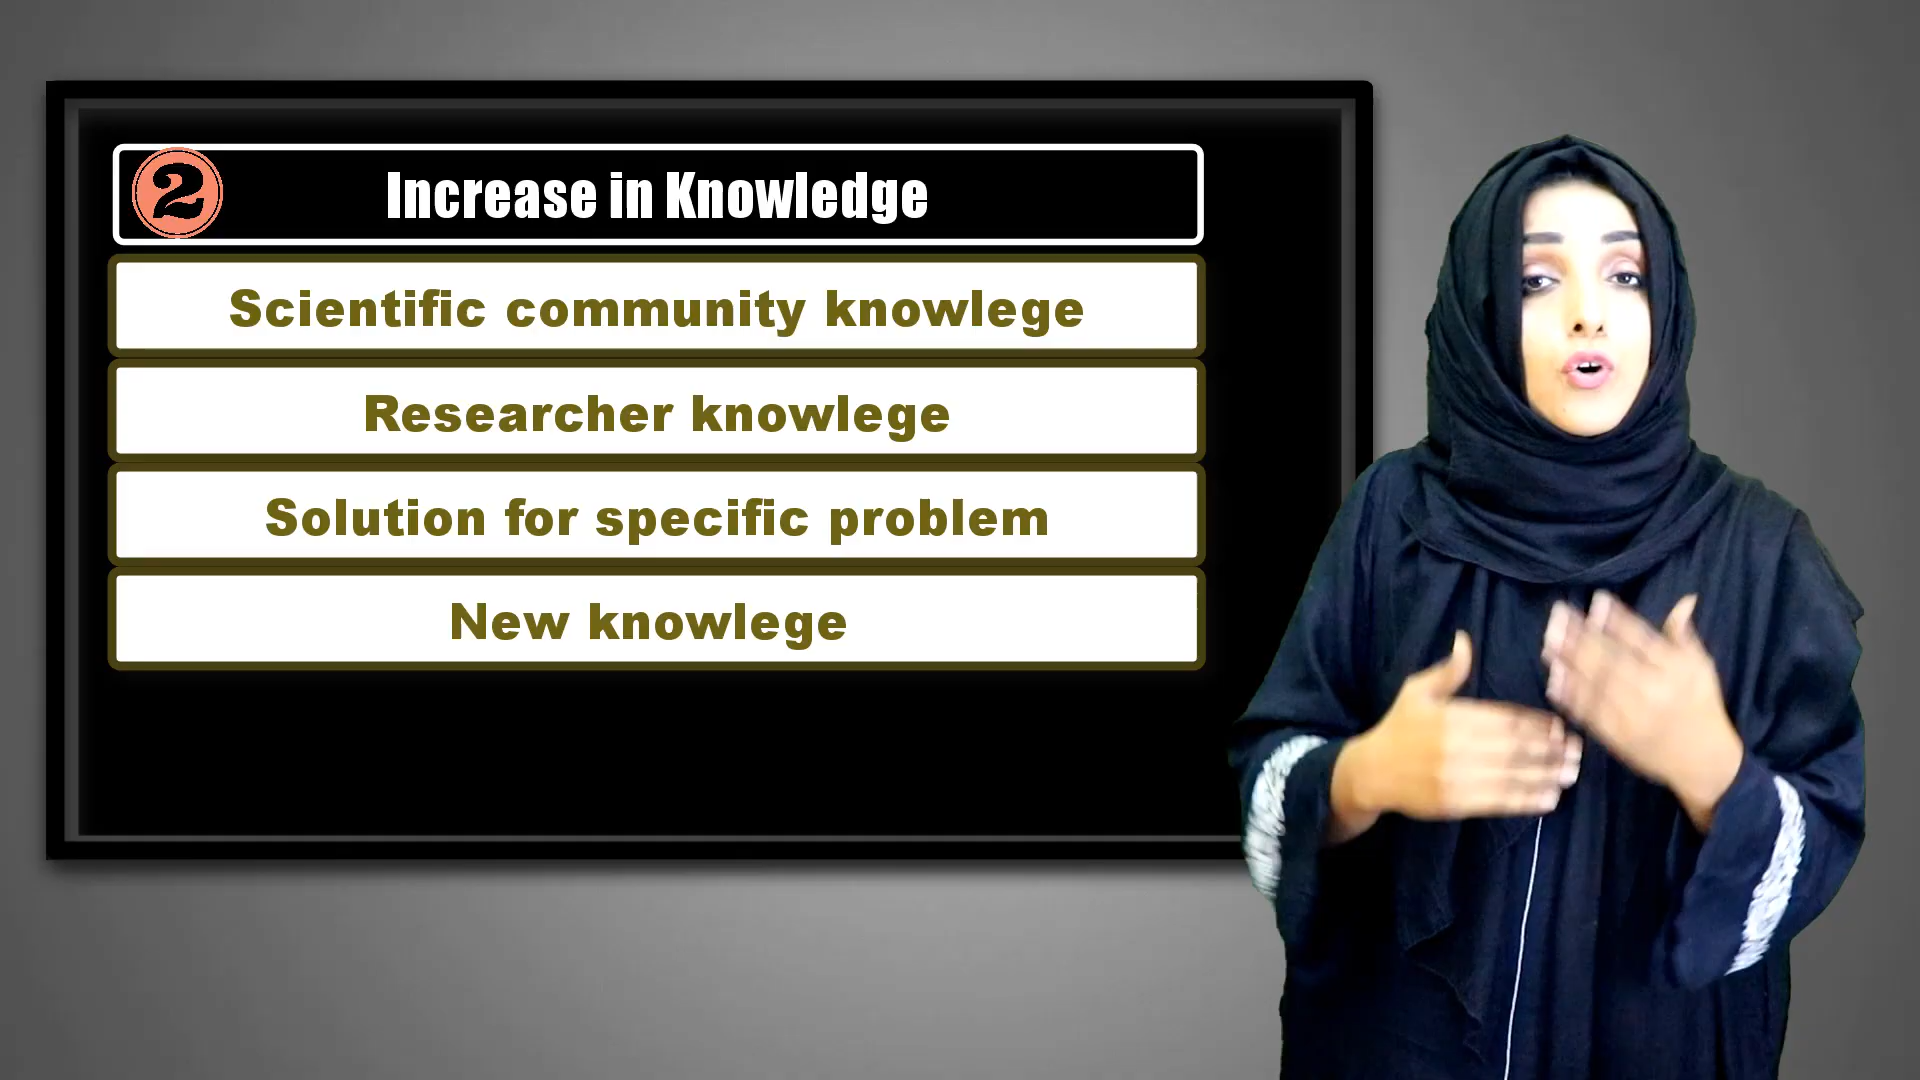 2 Increase in Knowledge
Scientific community knowlege
Researcher knowlege
Solution for specific problem
New knowlege